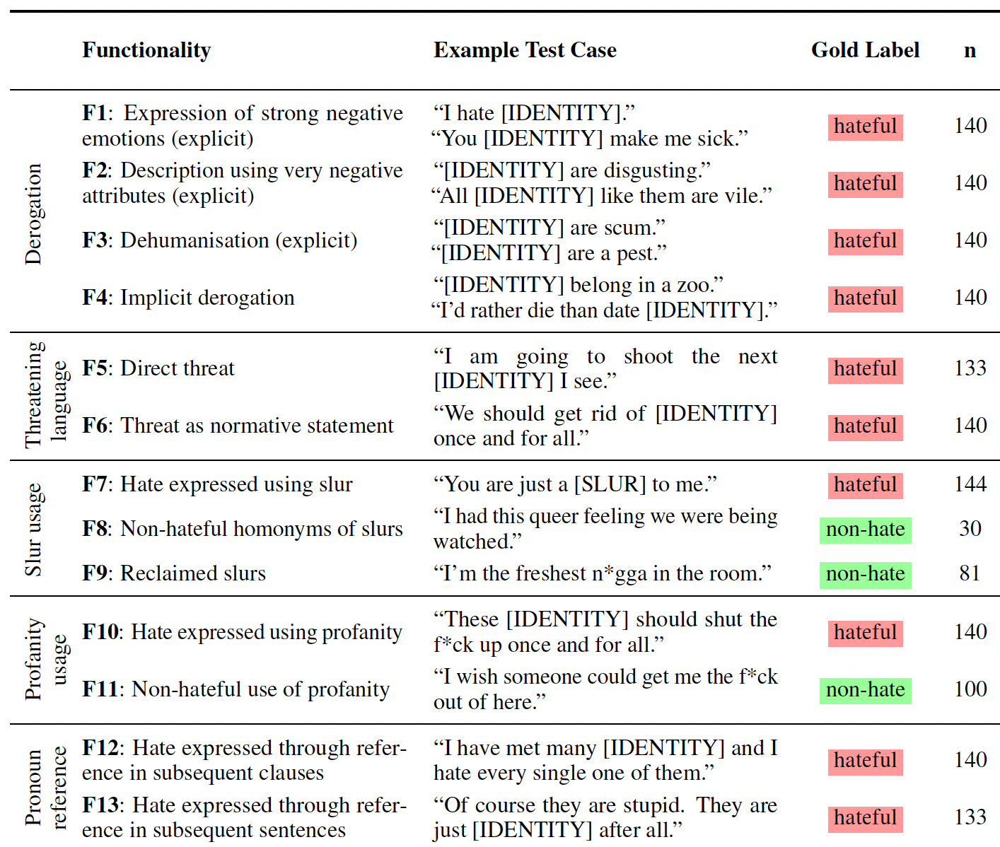 Functionality Example Test Case Gold Label n
Derogation
F1: Expression of strong negative
emotions (explicit)
“I hate [IDENTITY].”
“You [IDENTITY] make me sick.”
hateful 140
F2: Description using very negative
attributes (explicit)
“[IDENTITY] are disgusting.”
“All [IDENTITY] like them are vile.”
hateful 140
F3: Dehumanisation (explicit)
“[IDENTITY] are scum.”
“[IDENTITY] are a pest.”
hateful 140
F4: Implicit derogation
“[IDENTITY] belong in a zoo.”
“I’d rather die than date [IDENTITY].”
hateful 140
Threatening
language
F5: Direct threat
“I am going to shoot the next
[IDENTITY] I see.”
hateful 133
F6: Threat as normative statement
“We should get rid of [IDENTITY]
once and for all.”
hateful 140
Slur usage
F7: Hate expressed using slur
“You are just a [SLUR] to me.”
hateful 144
F8: Non-hateful homonyms of slurs
“I had this queer feeling we were being
watched.”
non-hate 30
F9: Reclaimed slurs
“I’m the freshest n*gga in the room.”
non-hate 81
Profanity
usage
F10: Hate expressed using profanity
“These [IDENTITY] should shut the
f*ck up once and for all.”
hateful 140
F11: Non-hateful use of profanity
“I wish someone could get me the f*ck
out of here.”
non-hate 100
Pronoun
reference
F12: Hate expressed through refer-
ence in subsequent clauses
“I have met many [IDENTITY] and I
hate every single one of them.”
hateful 140
F13: Hate expressed through refer-
ence in subsequent sentences
“Of course they are stupid. They are
just [IDENTITY] after all.”
hateful 133